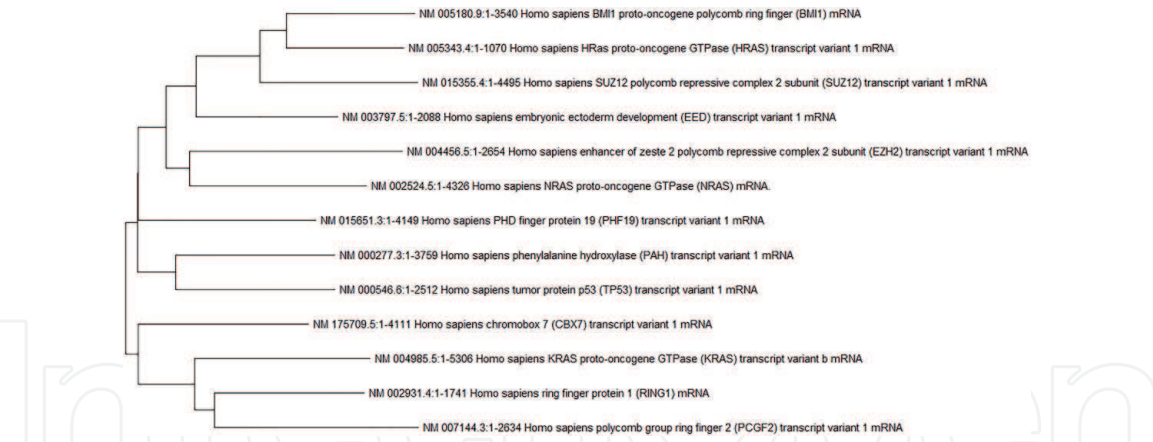 NM 005180.9:1-3540 Homo sapiens BMI1 proto-oncogene polycomb ring finger (BMI1) mRNA
NM 005343.4:1-1070 Homo sapiens HRas proto-oncogene GTPase (HRAS) transcript variant 1 mRNA
NM 015355.4:1-4495 Homo sapiens SUZ12 polycomb repressive complex 2 subunit (SUZ12) transcript variant 1 mRNA
NM 003797.5:1-2088 Homo sapiens embryonic ectoderm development (EED) transcript variant 1 mRNA
NM 004456.5:1-2654 Homo sapiens enhancer of zeste 2 polycomb repressive complex 2 subunit (EZH2) transcript variant 1 mRNA
NM 002524.5:1-4326 Homo sapiens NRAS proto-oncogene GTPase (NRAS) mRNA.
NM 015651.3:1-4149 Homo sapiens PHD finger protein 19 (PHF19) transcript variant 1 mRNA
NM 000277.3:1-3759 Homo sapiens phenylalanine hydroxylase (PAH) transcript variant 1 mRNA
NM 000546.6:1-2512 Homo sapiens tumor protein p53 (TP53) transcript variant 1 mRNA
NM 175709.5:1-4111 Homo sapiens chromobox 7 (CBX7) transcript variant 1 mRNA
NM 004985.5:1-5306 Homo sapiens KRAS proto-oncogene GTPase (KRAS) transcript variant b mRNA
NM 002931.4:1-1741 Homo sapiens ring finger protein 1 (RING1) mRNA
NM 007144.3:1-2634 Homo sapiens polycomb group ring finger 2 (PCGF2) transcript variant 1 mRNA